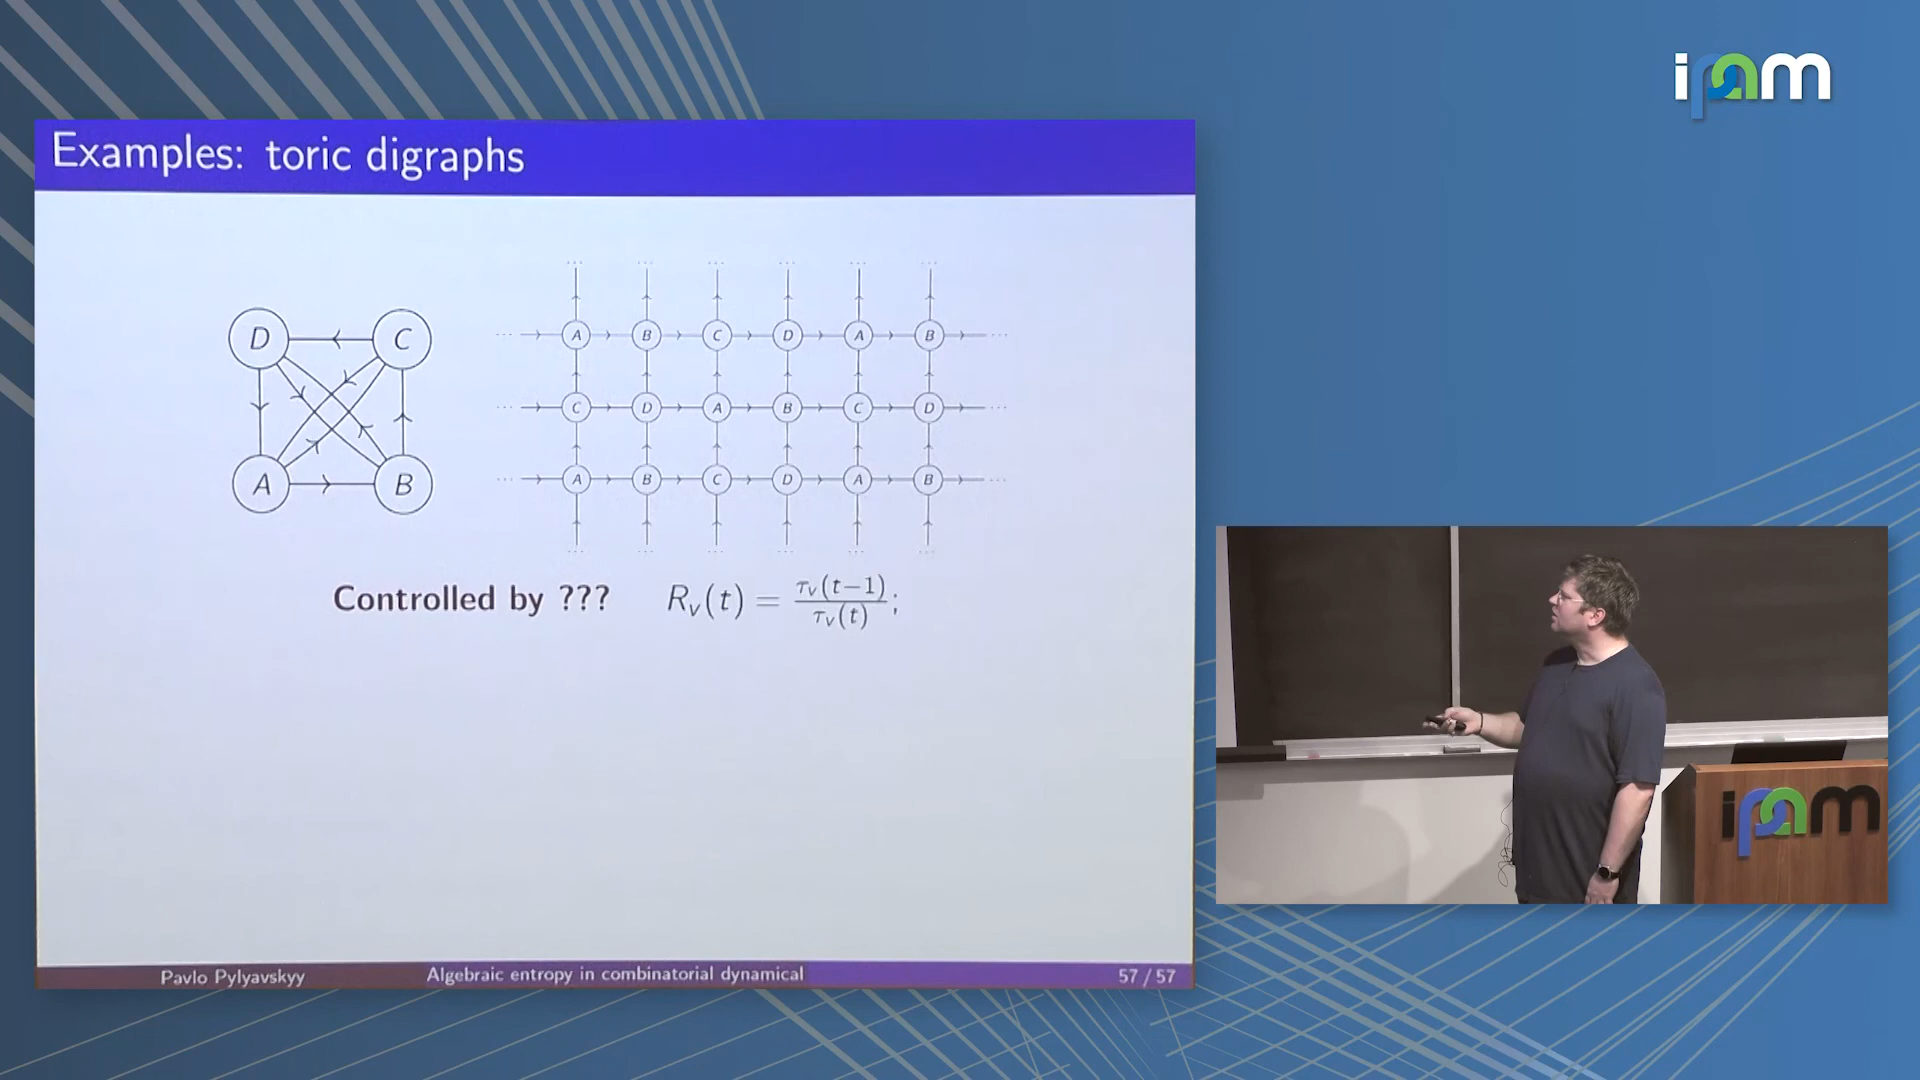 ipam
Examples: toric digraphs
D C
A B
... ... ... ... ... ...
... A B C D A B ...
... C D A B C D ...
... A B C D A B ...
... ... ... ... ... ...
Controlled by ??? R_v(t) = τ_v(t−1)/τ_v(t);
Pavlo Pylyavskyy Algebraic entropy in combinatorial dynamical 57 / 57
ipam